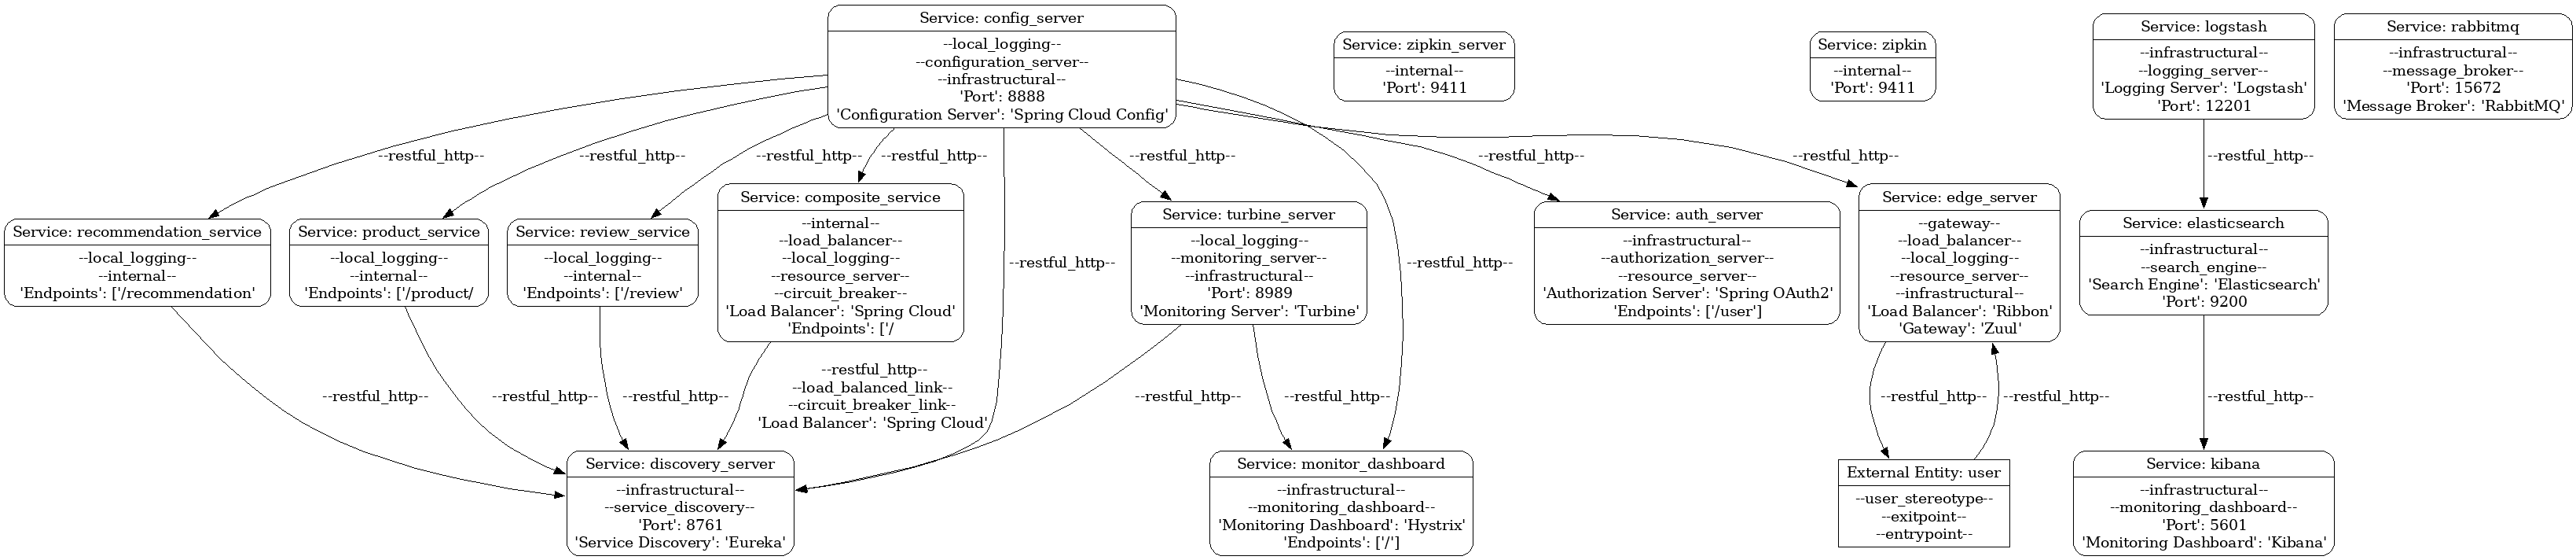 Service: config_server
--local_logging--
--configuration_server--
--infrastructural--
'Port': 8888
'Configuration Server': 'Spring Cloud Config'
Service: zipkin_server
--internal--
'Port': 9411
Service: zipkin
--internal--
'Port': 9411
Service: logstash
--infrastructural--
--logging_server--
'Logging Server': 'Logstash'
'Port': 12201
Service: rabbitmq
--infrastructural--
--message_broker--
'Port': 15672
'Message Broker': 'RabbitMQ'
--restful_http--
--restful_http--
--restful_http--
--restful_http--
--restful_http--
--restful_http--
--restful_http--
--restful_http--
Service: recommendation_service
--local_logging--
--internal--
'Endpoints': ['/recommendation'
Service: product_service
--local_logging--
--internal--
'Endpoints': ['/product/
Service: review_service
--local_logging--
--internal--
'Endpoints': ['/review'
Service: composite_service
--internal--
--load_balancer--
--local_logging--
--resource_server--
--circuit_breaker--
'Load Balancer': 'Spring Cloud'
'Endpoints': ['/
--restful_http--
Service: turbine_server
--local_logging--
--monitoring_server--
--infrastructural--
'Port': 8989
'Monitoring Server': 'Turbine'
--restful_http--
Service: auth_server
--infrastructural--
--authorization_server--
--resource_server--
'Authorization Server': 'Spring OAuth2'
'Endpoints': ['/user']
Service: edge_server
--gateway--
--load_balancer--
--local_logging--
--resource_server--
--infrastructural--
'Load Balancer': 'Ribbon'
'Gateway': 'Zuul'
Service: elasticsearch
--infrastructural--
--search_engine--
'Search Engine': 'Elasticsearch'
'Port': 9200
--restful_http--
--restful_http--
--restful_http--
--restful_http--
--load_balanced_link--
--circuit_breaker_link--
'Load Balancer': 'Spring Cloud'
--restful_http--
--restful_http--
--restful_http--
--restful_http--
--restful_http--
Service: discovery_server
--infrastructural--
--service_discovery--
'Port': 8761
'Service Discovery': 'Eureka'
Service: monitor_dashboard
--infrastructural--
--monitoring_dashboard--
'Monitoring Dashboard': 'Hystrix'
'Endpoints': ['/']
External Entity: user
--user_stereotype--
--exitpoint--
--entrypoint--
Service: kibana
--infrastructural--
--monitoring_dashboard--
'Port': 5601
'Monitoring Dashboard': 'Kibana'